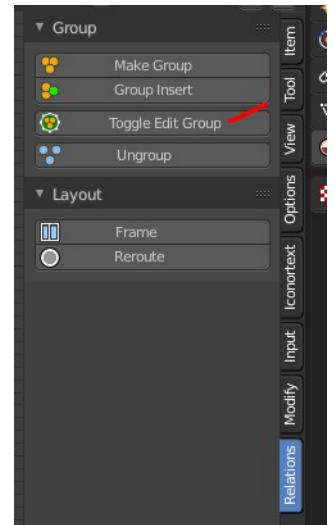 Group
Make Group
Group Insert
Toggle Edit Group
Ungroup
Layout
Frame
Reroute
Item
Tool
View
Options
Iconortext
Input
Modify
Relations